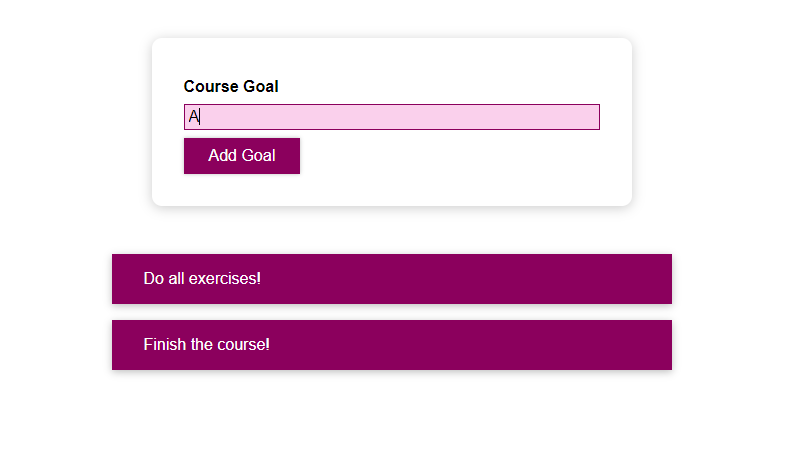 Course Goal
A
Add Goal
Do all exercises!
Finish the course!